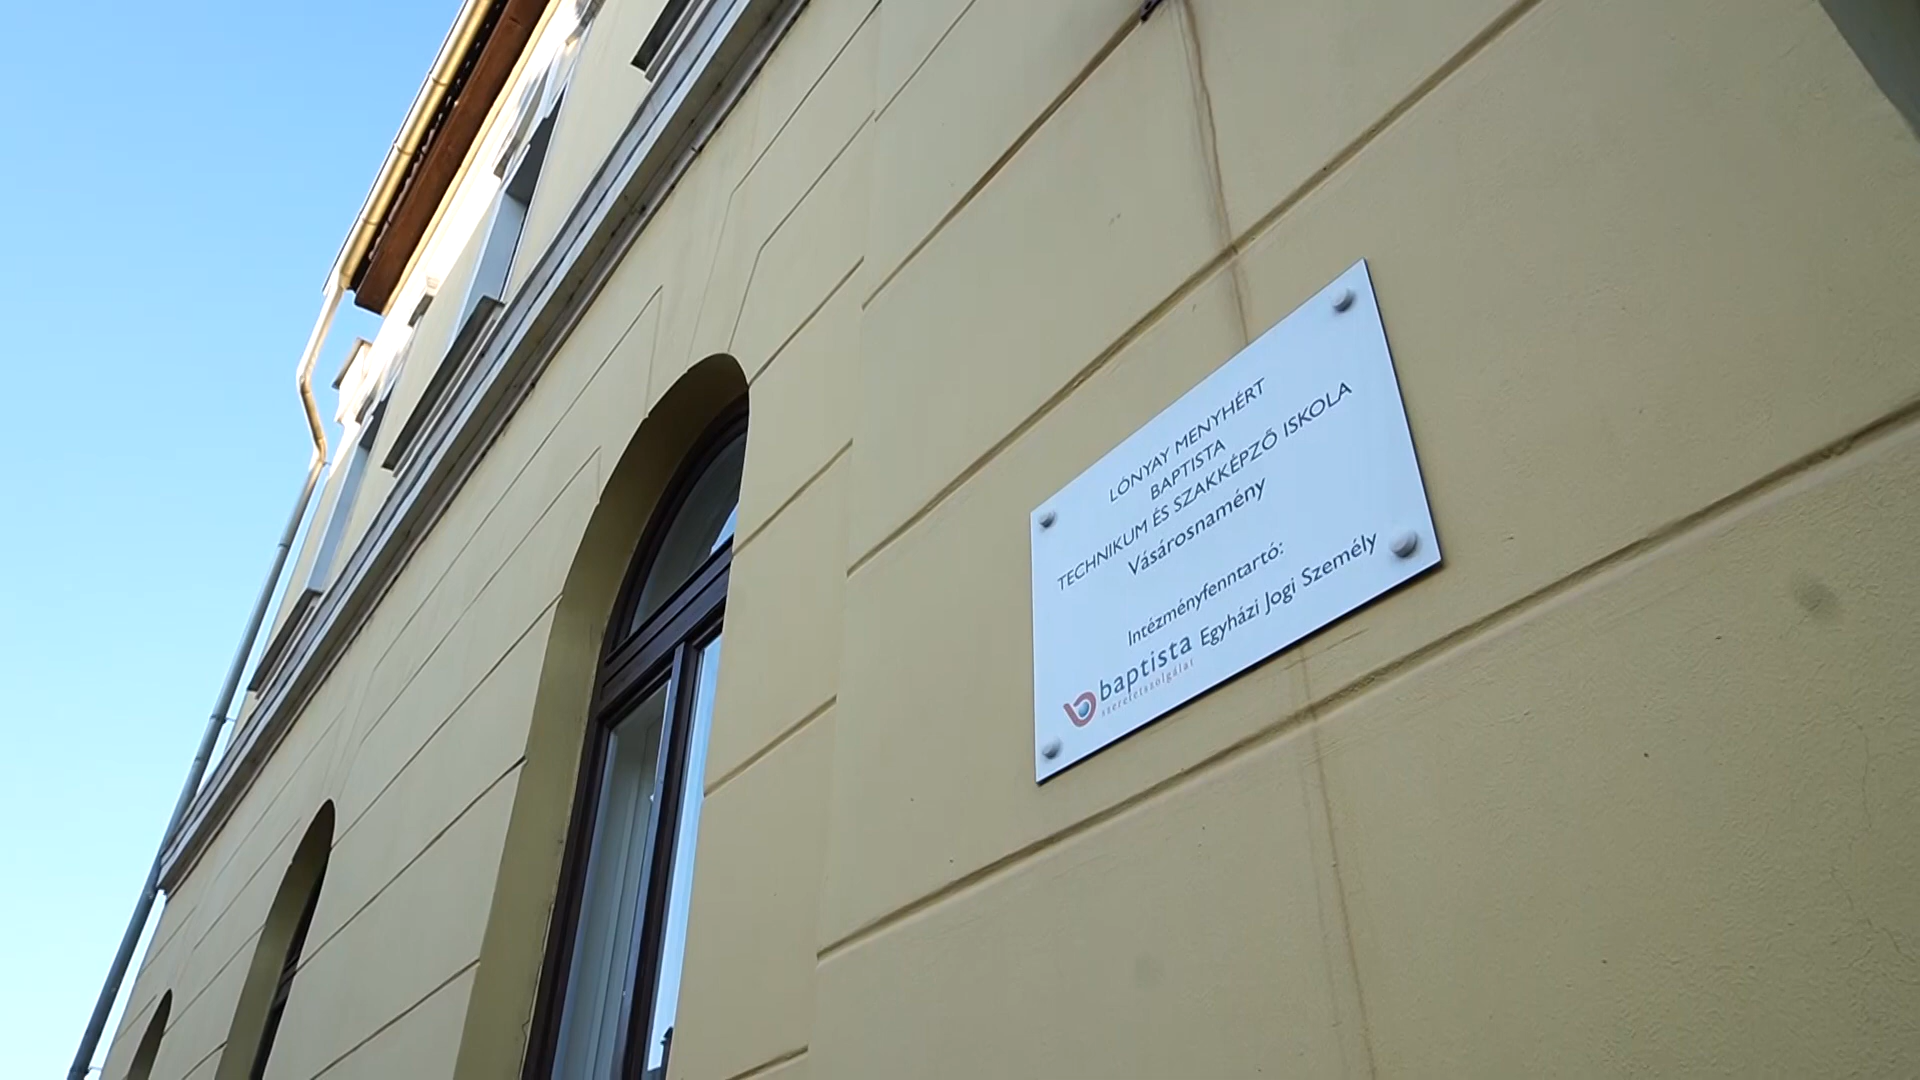 LÓNYAY MENYHÉRT
BAPTISTA
TECHNIKUM ÉS SZAKKÉPZŐ ISKOLA
Vásárosnamény
Intézményfenntartó:
baptista Egyházi Jogi Személy
szeretetszolgálat